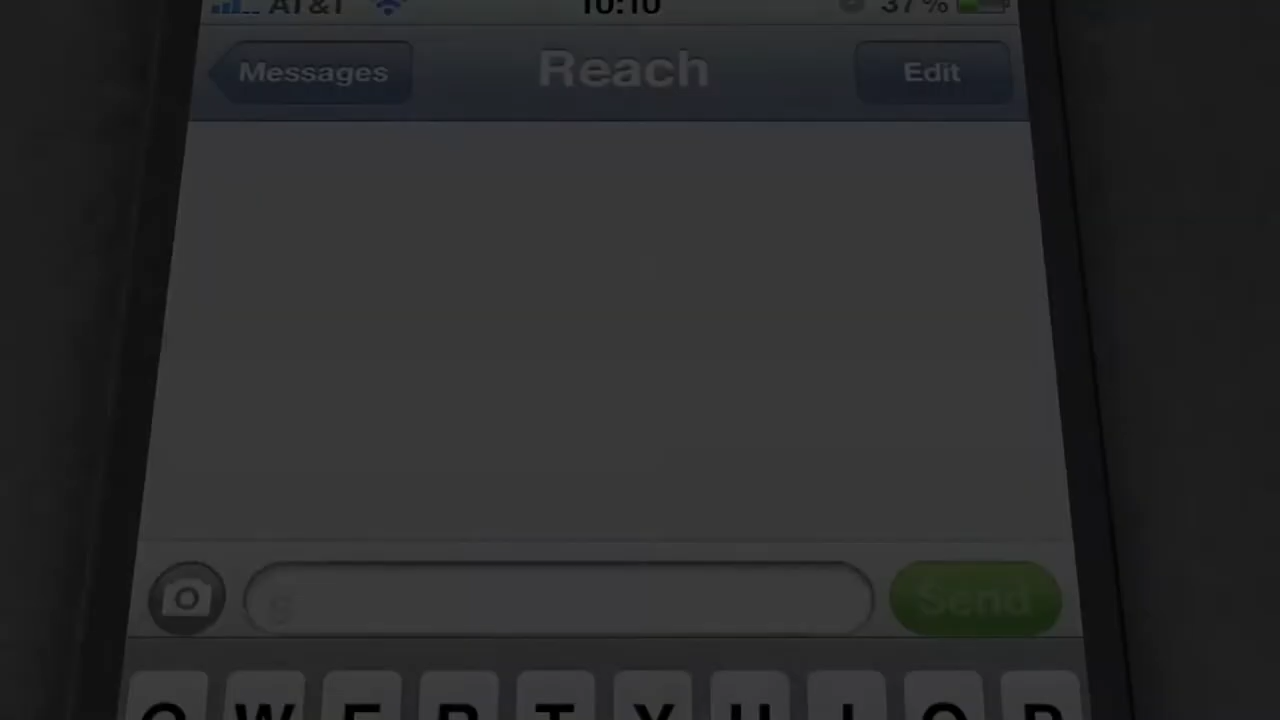 AT&T 10:10 37%
Messages Reach Edit
s Send
Q W E R T Y U I O P